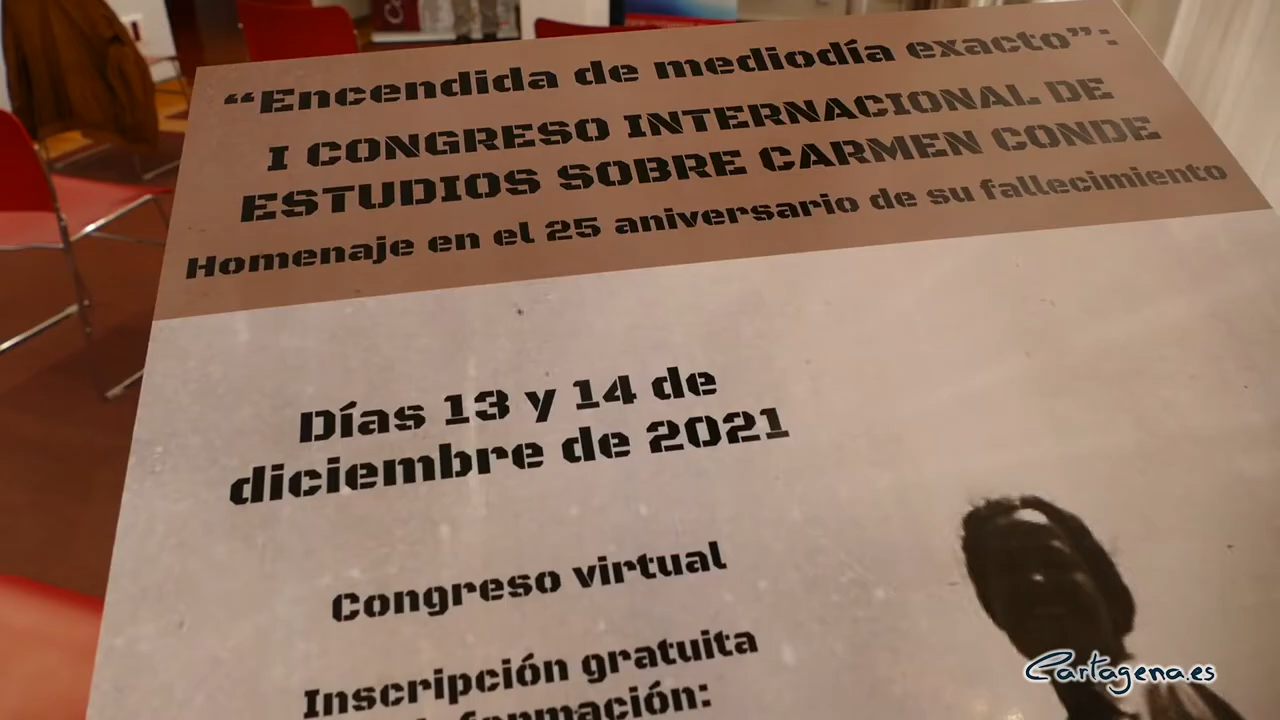 “Encendida de mediodía exacto”:
I CONGRESO INTERNACIONAL DE
ESTUDIOS SOBRE CARMEN CONDE
Homenaje en el 25 aniversario de su fallecimiento
Días 13 y 14 de
diciembre de 2021
Congreso virtual
Inscripción gratuita
Cartagena.es